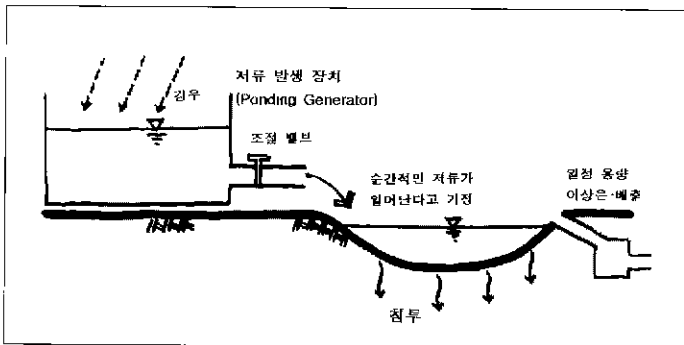 저류 발생 장치
(Ponding Generator)
강우
조절 밸브
순간적인 저류가
일어난다고 가정
일정 용량
이상은 배출
침투